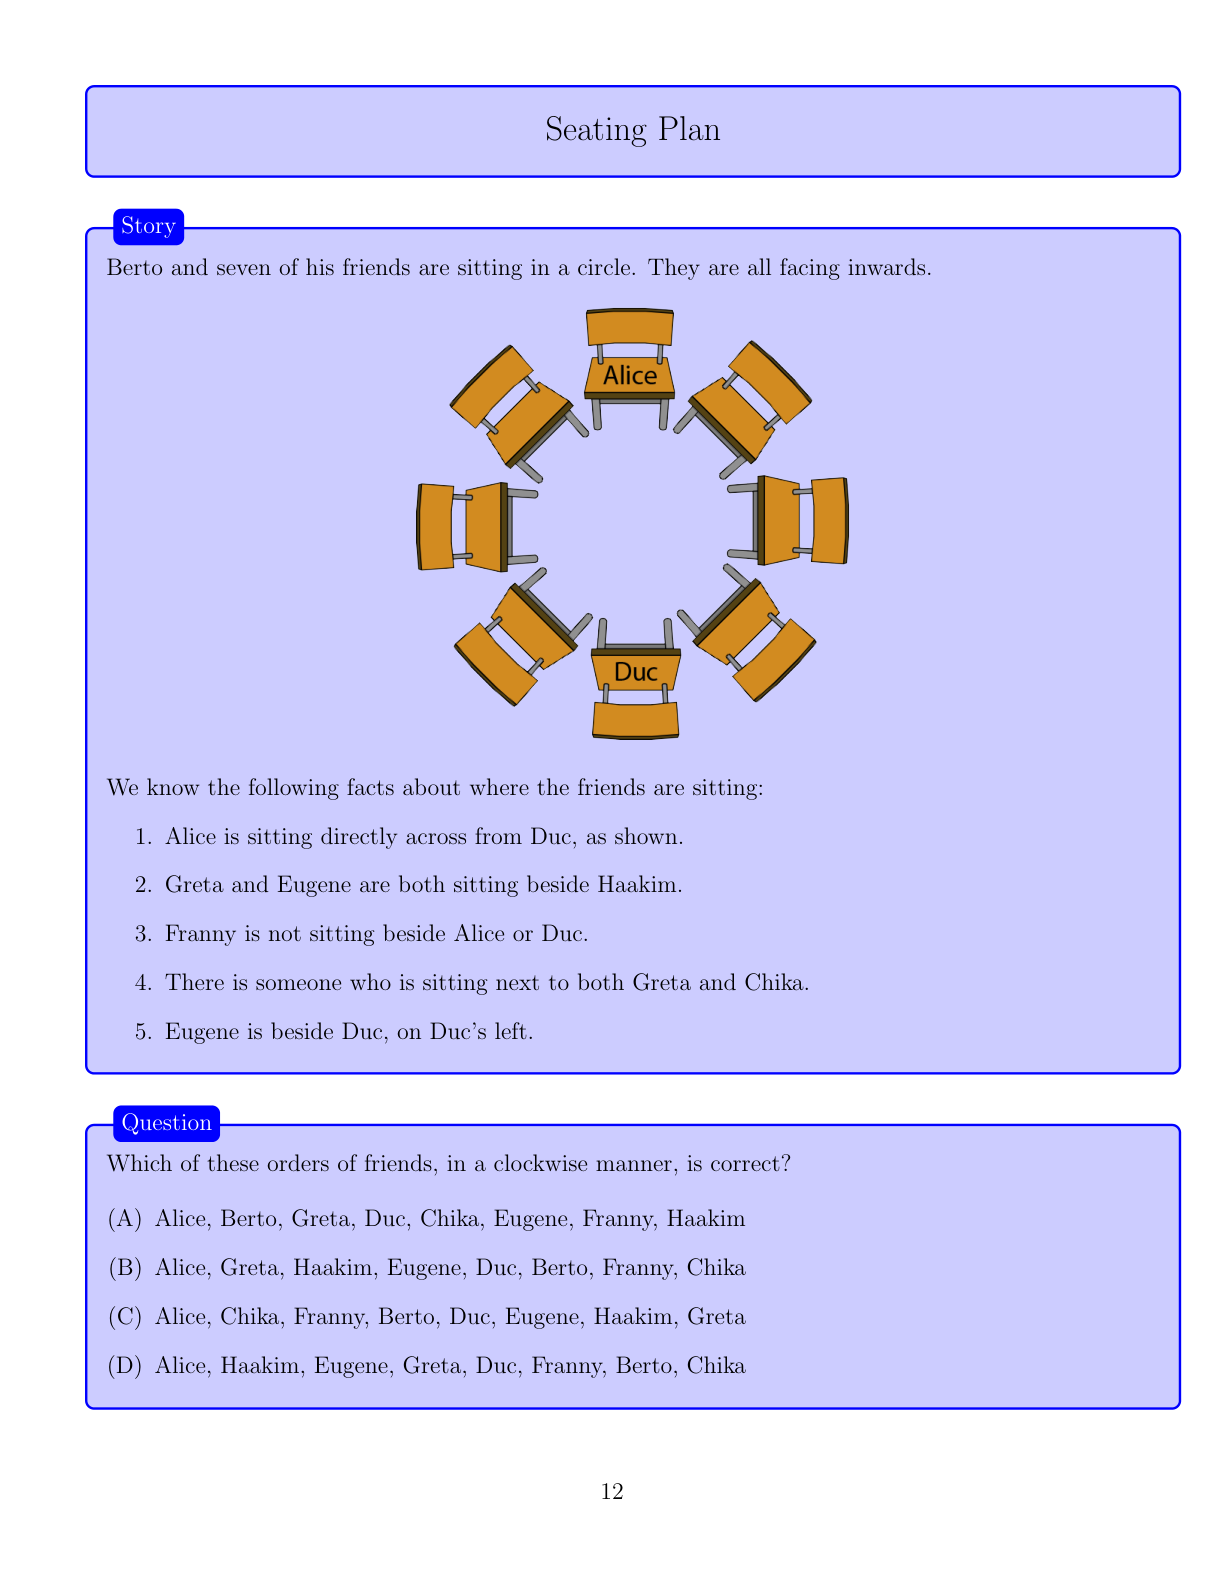 Seating Plan
Story
Berto and seven of his friends are sitting in a circle. They are all facing inwards.
Alice
Duc
We know the following facts about where the friends are sitting:
1. Alice is sitting directly across from Duc, as shown.
2. Greta and Eugene are both sitting beside Haakim.
3. Franny is not sitting beside Alice or Duc.
4. There is someone who is sitting next to both Greta and Chika.
5. Eugene is beside Duc, on Duc's left.
Question
Which of these orders of friends, in a clockwise manner, is correct?
(A) Alice, Berto, Greta, Duc, Chika, Eugene, Franny, Haakim
(B) Alice, Greta, Haakim, Eugene, Duc, Berto, Franny, Chika
(C) Alice, Chika, Franny, Berto, Duc, Eugene, Haakim, Greta
(D) Alice, Haakim, Eugene, Greta, Duc, Franny, Berto, Chika
12